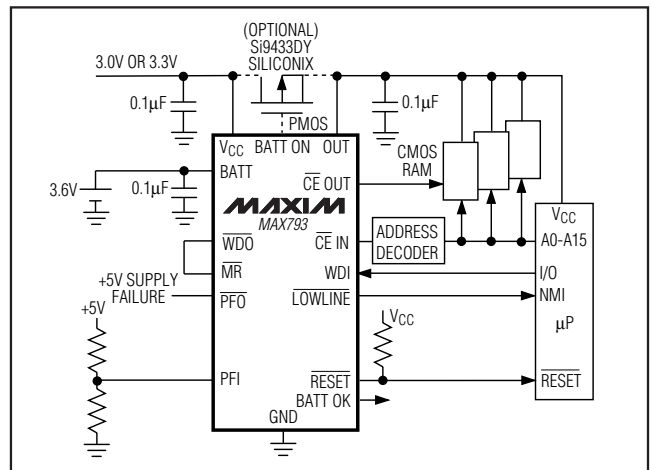 (OPTIONAL)
Si9433DY
SILICONIX
3.0V OR 3.3V
0.1μF
0.1μF
PMOS
VCC
BATT ON
OUT
CMOS
RAM
BATT
3.6V
0.1μF
CE OUT
MAXIM
MAX793
VCC
WDO
CE IN
ADDRESS
DECODER
A0-A15
MR
WDI
I/O
+5V SUPPLY
FAILURE
PFO
LOWLINE
NMI
+5V
VCC
μP
PFI
RESET
RESET
BATT OK
GND